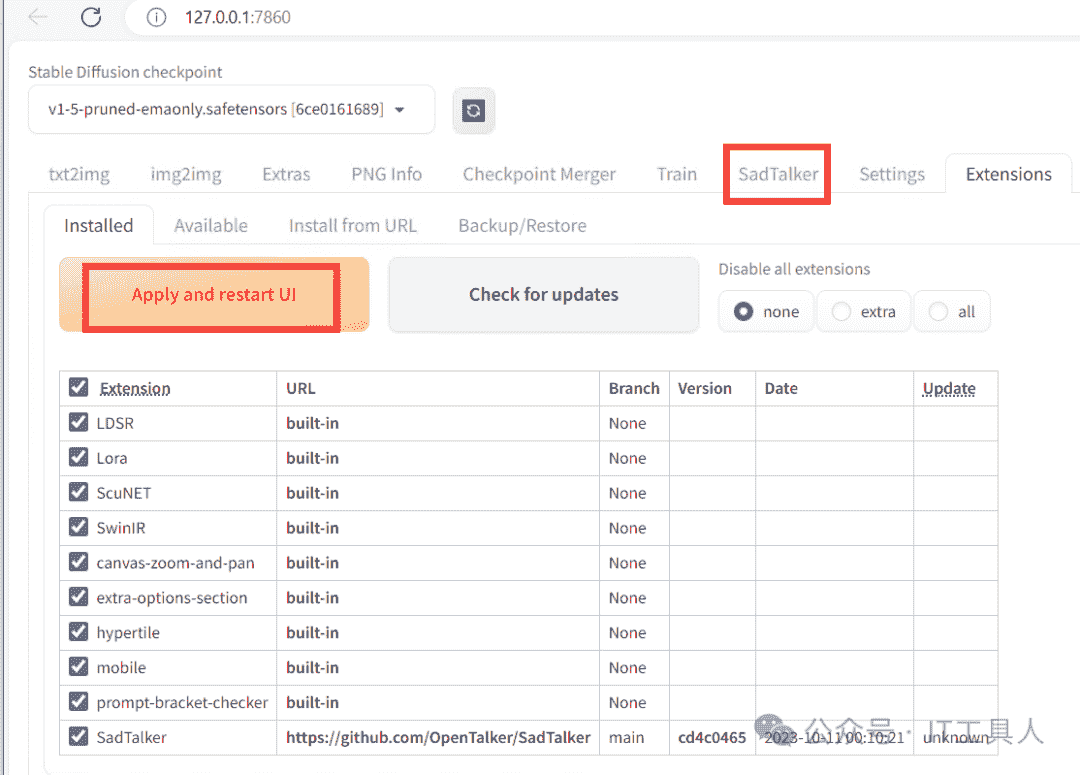 127.0.0.1:7860
Stable Diffusion checkpoint
v1-5-pruned-emaonly.safetensors [6ce0161689]
txt2img img2img Extras PNG Info Checkpoint Merger Train SadTalker Settings Extensions
Installed Available Install from URL Backup/Restore
Apply and restart UI Check for updates
Disable all extensions
none extra all
Extension URL Branch Version Date Update
LDSR built-in None
Lora built-in None
ScuNET built-in None
SwinIR built-in None
canvas-zoom-and-pan built-in None
extra-options-section built-in None
hypertile built-in None
mobile built-in None
prompt-bracket-checker built-in None
SadTalker https://github.com/OpenTalker/SadTalker main cd4c0465 2023-10-11 00:10:21 unknown
公众号 · IT工具人